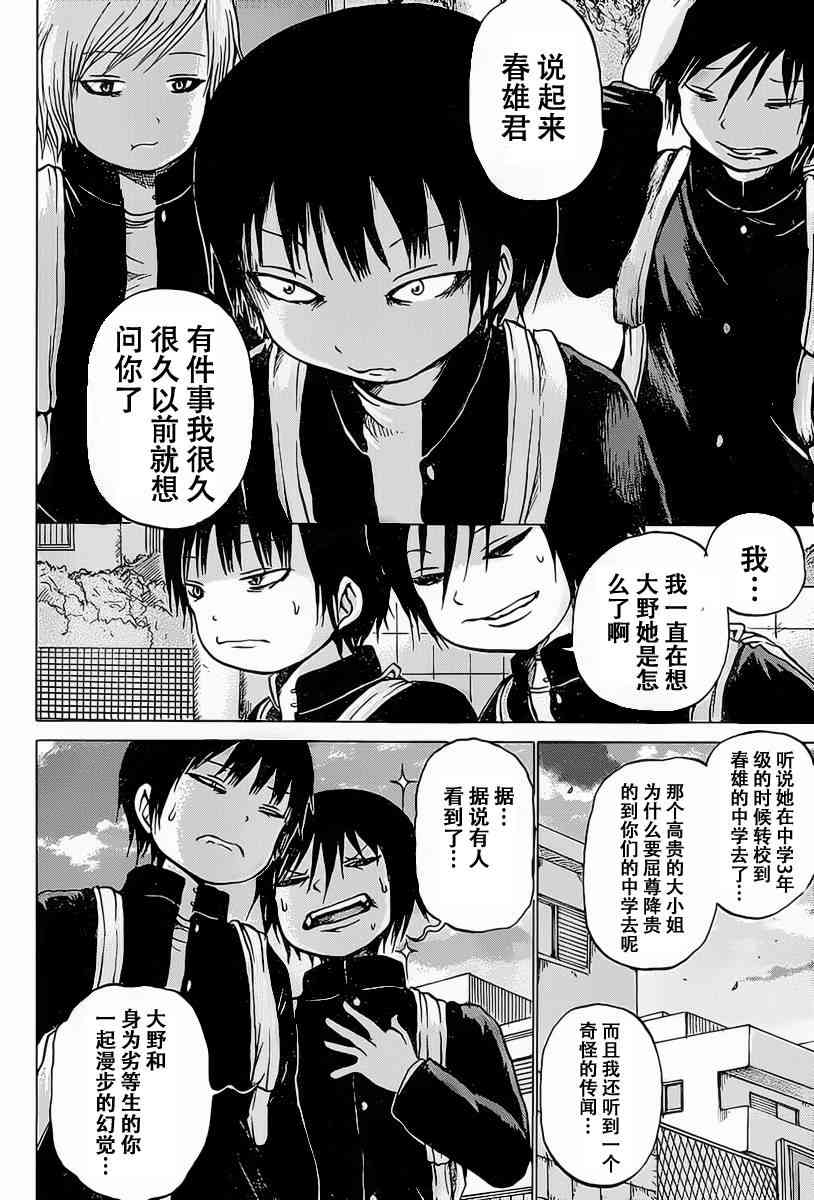 说起来
春雄君
有件事我很久
很久以前就想
问你了
我…
我一直在想
大野她是怎
么了啊
听说她在中学3年
级的时候转校到
春雄的中学去了…
那个高贵的大小姐
为什么要屈尊降贵
的到你们的中学去呢
而且我还听到一个
奇怪的传闻…
据…
据说有人
看到了…
大野和
身为劣等生的你
一起漫步的幻觉…